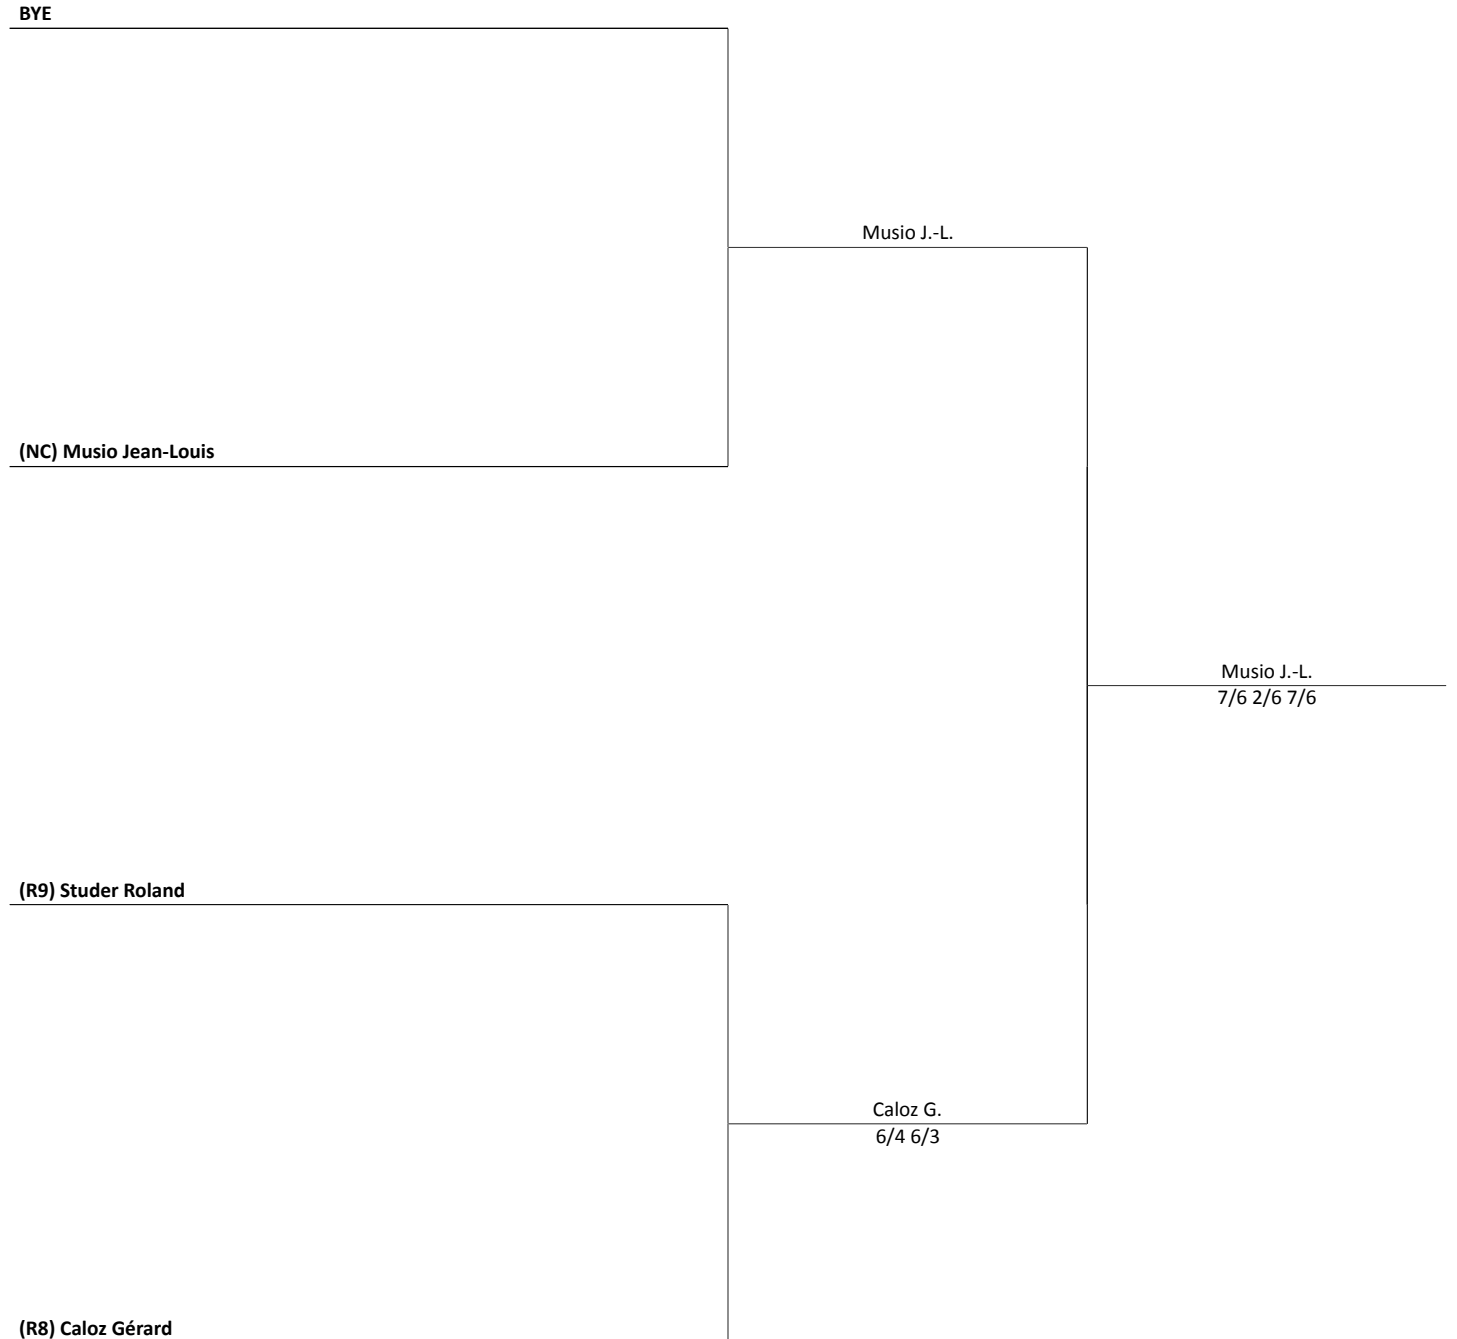 BYE
Musio J.-L.
(NC) Musio Jean-Louis
Musio J.-L.
7/6 2/6 7/6
(R9) Studer Roland
Caloz G.
6/4 6/3
(R8) Caloz Gérard